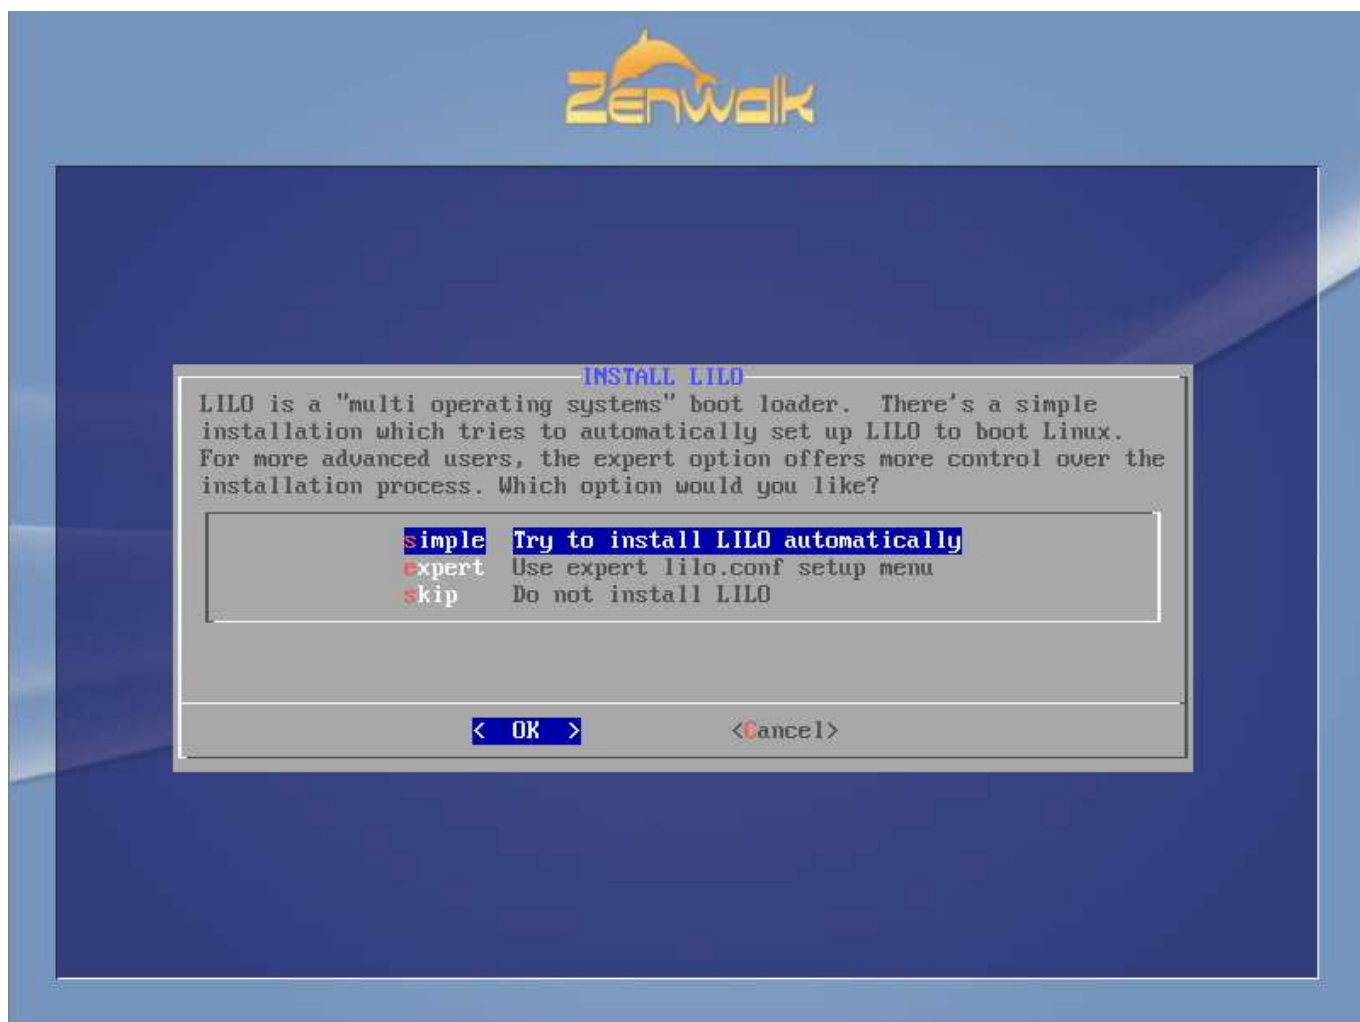 Zenwalk
INSTALL LILO
LILO is a "multi operating systems" boot loader.  There's a simple
installation which tries to automatically set up LILO to boot Linux.
For more advanced users, the expert option offers more control over the
installation process. Which option would you like?
simple  Try to install LILO automatically
expert  Use expert lilo.conf setup menu
skip    Do not install LILO
<  OK  >            <Cancel>